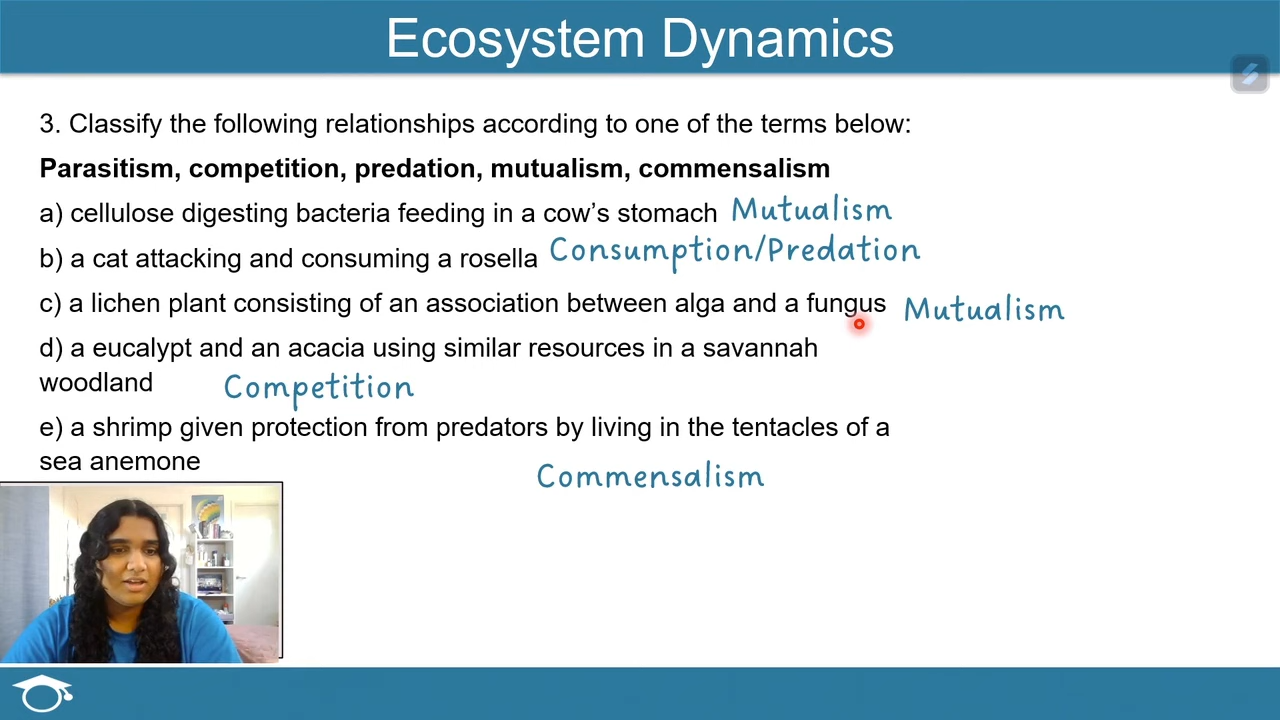 Ecosystem Dynamics
3. Classify the following relationships according to one of the terms below:
Parasitism, competition, predation, mutualism, commensalism
a) cellulose digesting bacteria feeding in a cow’s stomach Mutualism
b) a cat attacking and consuming a rosella Consumption/Predation
c) a lichen plant consisting of an association between alga and a fungus Mutualism
d) a eucalypt and an acacia using similar resources in a savannah
woodland Competition
e) a shrimp given protection from predators by living in the tentacles of a
sea anemone
Commensalism